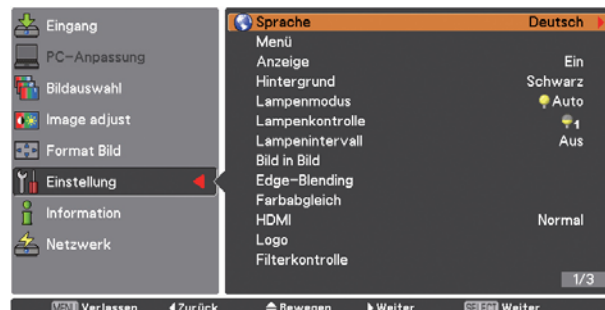 Eingang
PC-Anpassung
Bildauswahl
Image adjust
Format Bild
Einstellung
Information
Netzwerk
Sprache Deutsch
Menü
Anzeige Ein
Hintergrund Schwarz
Lampenmodus Auto
Lampenkontrolle 1
Lampenintervall Aus
Bild in Bild
Edge-Blending
Farbabgleich
HDMI Normal
Logo
Filterkontrolle
1/3
MENU Verlassen Zurück Bewegen Weiter SELECT Weiter